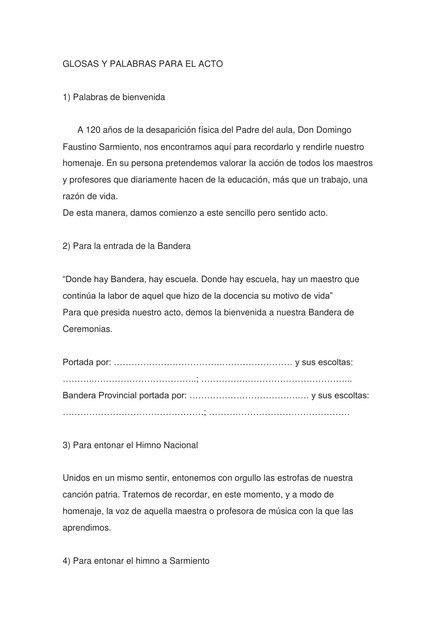 GLOSAS Y PALABRAS PARA EL ACTO
1) Palabras de bienvenida
A 120 años de la desaparición física del Padre del aula, Don Domingo
Faustino Sarmiento, nos encontramos aquí para recordarlo y rendirle nuestro
homenaje. En su persona pretendemos valorar la acción de todos los maestros
y profesores que diariamente hacen de la educación, más que un trabajo, una
razón de vida.
De esta manera, damos comienzo a este sencillo pero sentido acto.
2) Para la entrada de la Bandera
“Donde hay Bandera, hay escuela. Donde hay escuela, hay un maestro que
continúa la labor de aquel que hizo de la docencia su motivo de vida”
Para que presida nuestro acto, demos la bienvenida a nuestra Bandera de
Ceremonias.
Portada por: ……………………………….…………………… y sus escoltas:
………..……………………………..; …………………………………………..
Bandera Provincial portada por: ………………………………….. y sus escoltas:
…………………………………………; …………………………………………
3) Para entonar el Himno Nacional
Unidos en un mismo sentir, entonemos con orgullo las estrofas de nuestra
canción patria. Tratemos de recordar, en este momento, y a modo de
homenaje, la voz de aquella maestra o profesora de música con la que las
aprendimos.
4) Para entonar el himno a Sarmiento